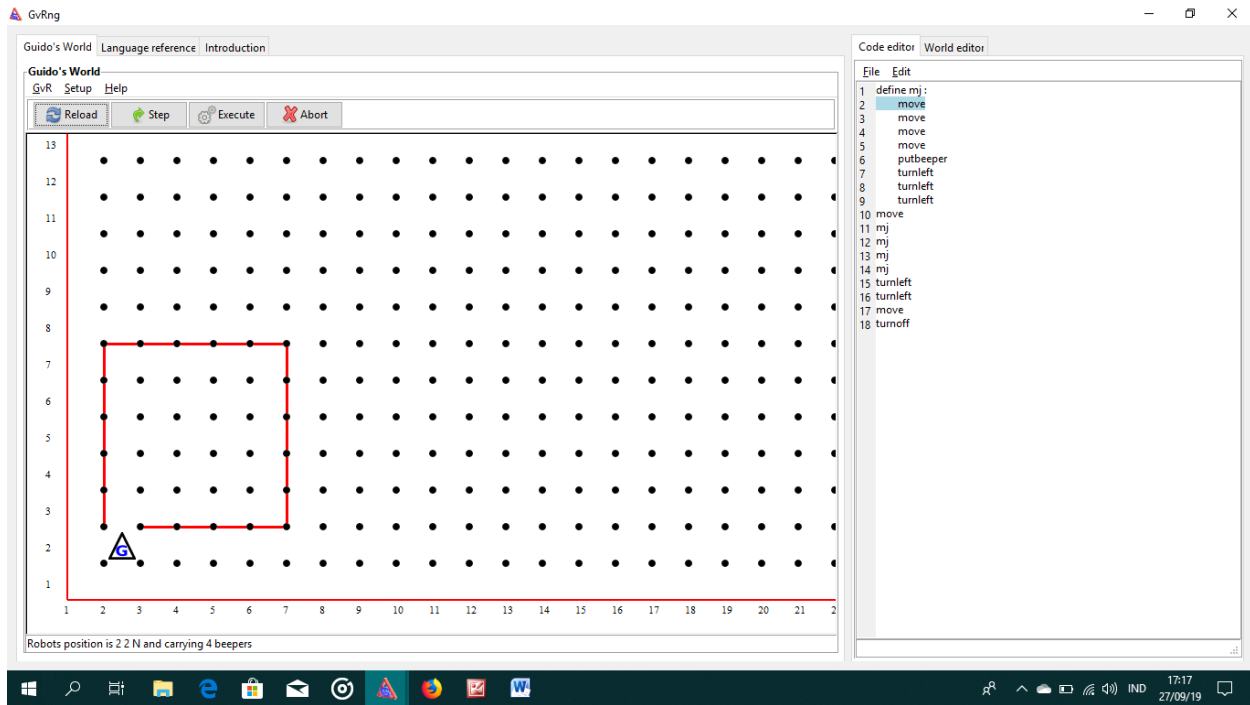 GvRng
Guido's World Language reference Introduction
Guido's World
GvR Setup Help
Reload Step Execute Abort
13
12
11
10
9
8
7
6
5
4
3
2
1
G
1 2 3 4 5 6 7 8 9 10 11 12 13 14 15 16 17 18 19 20 21 2
Robots position is 2 2 N and carrying 4 beepers
Code editor World editor
File Edit
1 define mj :
2 move
3 move
4 move
5 move
6 putbeeper
7 turnleft
8 turnleft
9 turnleft
10 move
11 mj
12 mj
13 mj
14 mj
15 turnleft
16 turnleft
17 move
18 turnoff
IND
17:17
27/09/19